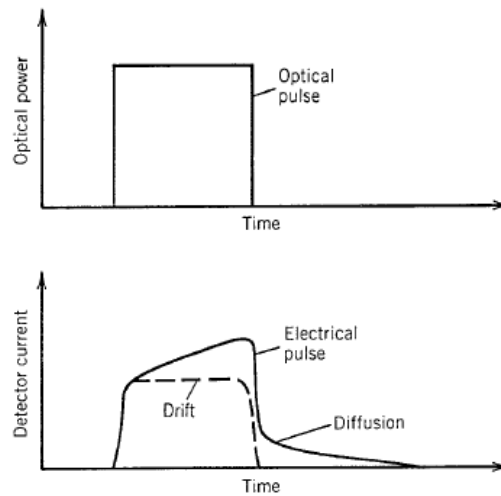 Optical power
Optical
pulse
Time
Detector current
Electrical
pulse
Drift
Diffusion
Time